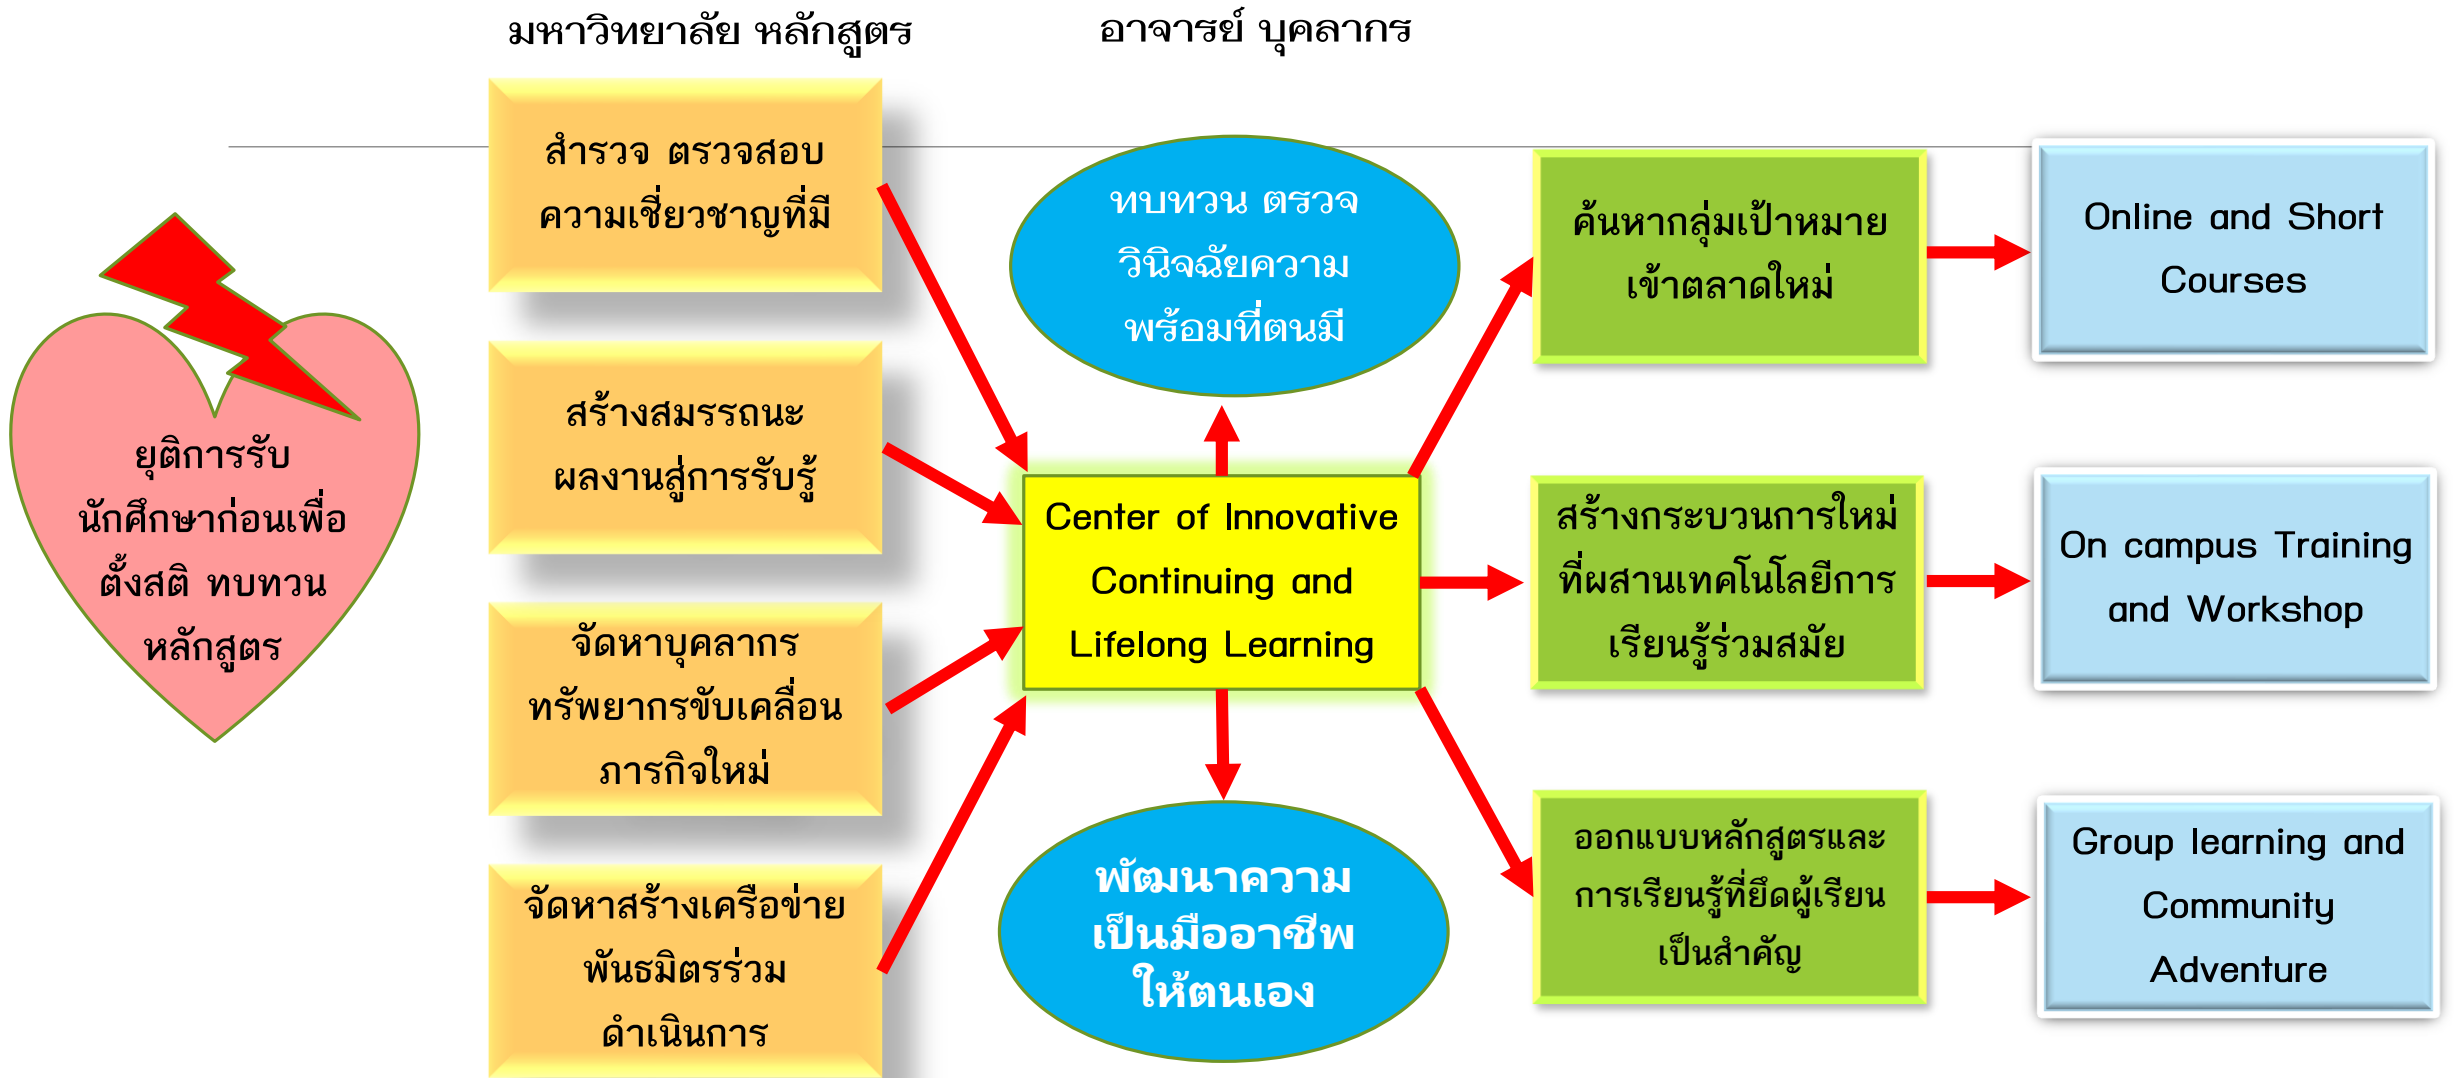 มหาวิทยาลัย หลักสูตร
อาจารย์ บุคลากร
ยุติการรับ
นักศึกษาก่อนเพื่อ
ตั้งสติ ทบทวน
หลักสูตร
สำรวจ ตรวจสอบ
ความเชี่ยวชาญที่มี
สร้างสมรรถนะ
ผลงานสู่การรับรู้
จัดหาบุคลากร
ทรัพยากรขับเคลื่อน
ภารกิจใหม่
จัดหาสร้างเครือข่าย
พันธมิตรร่วม
ดำเนินการ
ทบทวน ตรวจ
วินิจฉัยความ
พร้อมที่ตนมี
Center of Innovative
Continuing and
Lifelong Learning
พัฒนาความ
เป็นมืออาชีพ
ให้ตนเอง
ค้นหากลุ่มเป้าหมาย
เข้าตลาดใหม่
สร้างกระบวนการใหม่
ที่ผสานเทคโนโลยีการ
เรียนรู้ร่วมสมัย
ออกแบบหลักสูตรและ
การเรียนรู้ที่ยึดผู้เรียน
เป็นสำคัญ
Online and Short
Courses
On campus Training
and Workshop
Group learning and
Community
Adventure